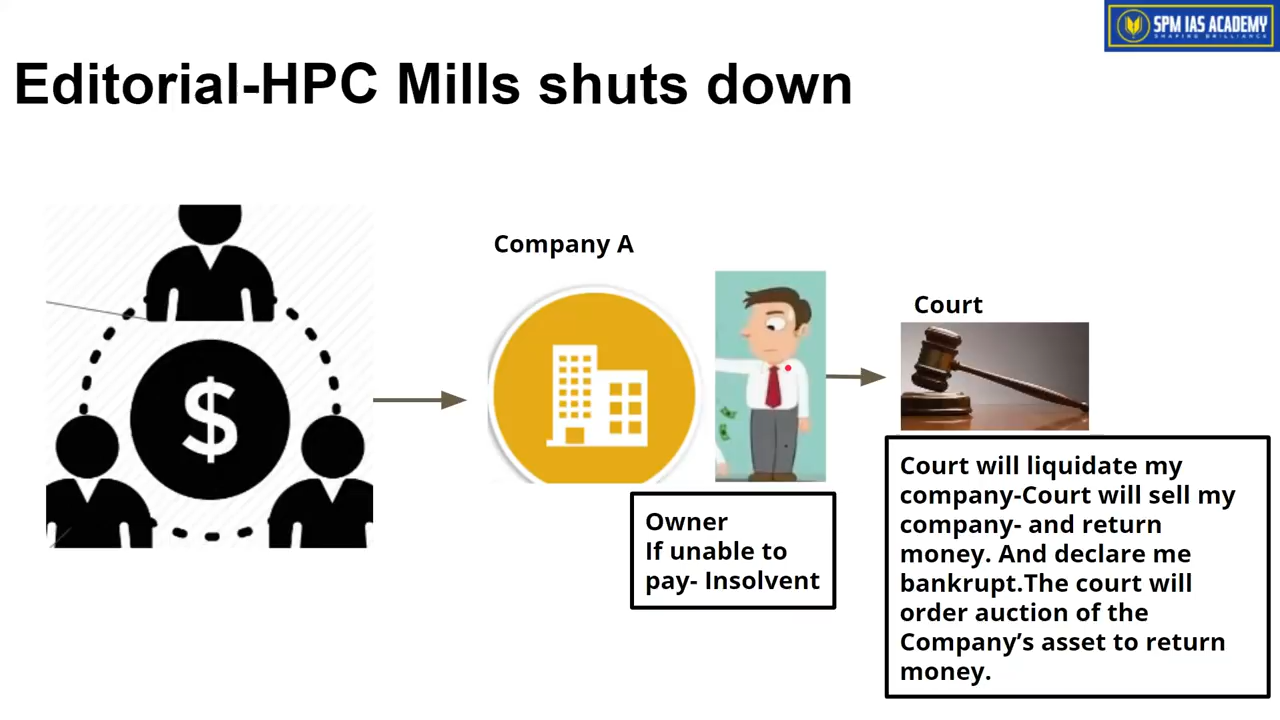 SPM IAS ACADEMY
SHAPING BRILLIANCE
Editorial-HPC Mills shuts down
Company A
Court
Owner
If unable to
pay- Insolvent
Court will liquidate my
company-Court will sell my
company- and return
money. And declare me
bankrupt.The court will
order auction of the
Company’s asset to return
money.